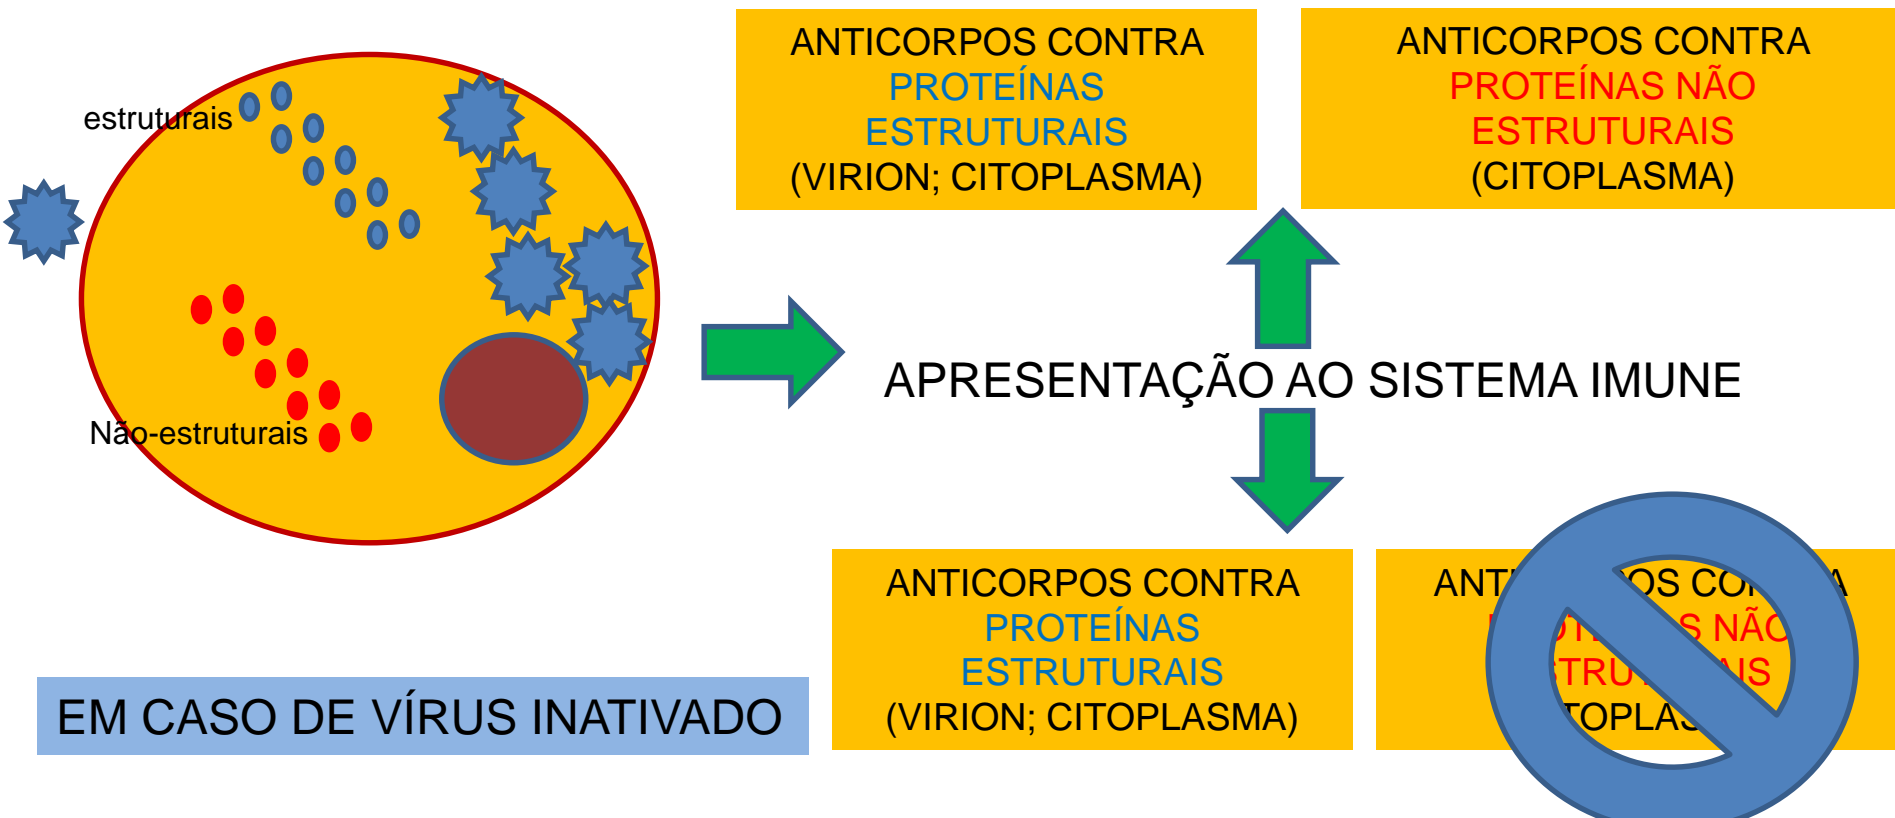 ANTICORPOS CONTRA
PROTEÍNAS
ESTRUTURAIS
(VIRION; CITOPLASMA)
ANTICORPOS CONTRA
PROTEÍNAS NÃO
ESTRUTURAIS
(CITOPLASMA)
estruturais
Não-estruturais
APRESENTAÇÃO AO SISTEMA IMUNE
ANTICORPOS CONTRA
PROTEÍNAS
ESTRUTURAIS
(VIRION; CITOPLASMA)
NÃO
EM CASO DE VÍRUS INATIVADO